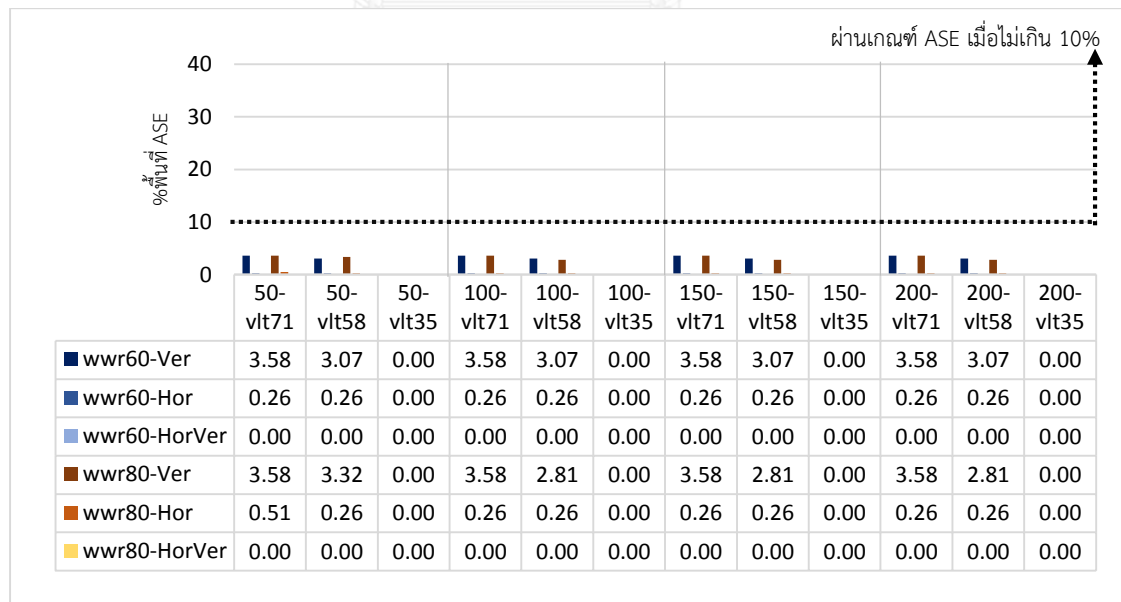 ผ่านเกณฑ์ ASE เมื่อไม่เกิน 10%
%พื้นที่ ASE
40
30
20
10
0
50-vlt71 50-vlt58 50-vlt35 100-vlt71 100-vlt58 100-vlt35 150-vlt71 150-vlt58 150-vlt35 200-vlt71 200-vlt58 200-vlt35
wwr60-Ver 3.58 3.07 0.00 3.58 3.07 0.00 3.58 3.07 0.00 3.58 3.07 0.00
wwr60-Hor 0.26 0.26 0.00 0.26 0.26 0.00 0.26 0.26 0.00 0.26 0.26 0.00
wwr60-HorVer 0.00 0.00 0.00 0.00 0.00 0.00 0.00 0.00 0.00 0.00 0.00 0.00
wwr80-Ver 3.58 3.32 0.00 3.58 2.81 0.00 3.58 2.81 0.00 3.58 2.81 0.00
wwr80-Hor 0.51 0.26 0.00 0.26 0.26 0.00 0.26 0.26 0.00 0.26 0.26 0.00
wwr80-HorVer 0.00 0.00 0.00 0.00 0.00 0.00 0.00 0.00 0.00 0.00 0.00 0.00